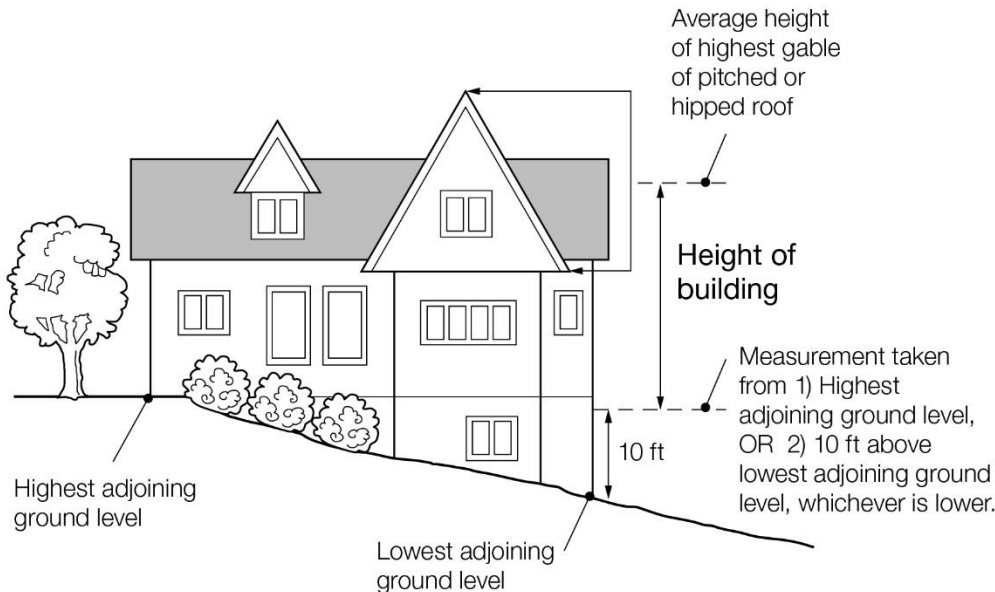 Average height
of highest gable
of pitched or
hipped roof
Height of
building
Measurement taken
from 1) Highest
adjoining ground level,
OR 2) 10 ft above
lowest adjoining ground
level, whichever is lower.
10 ft
Highest adjoining
ground level
Lowest adjoining
ground level